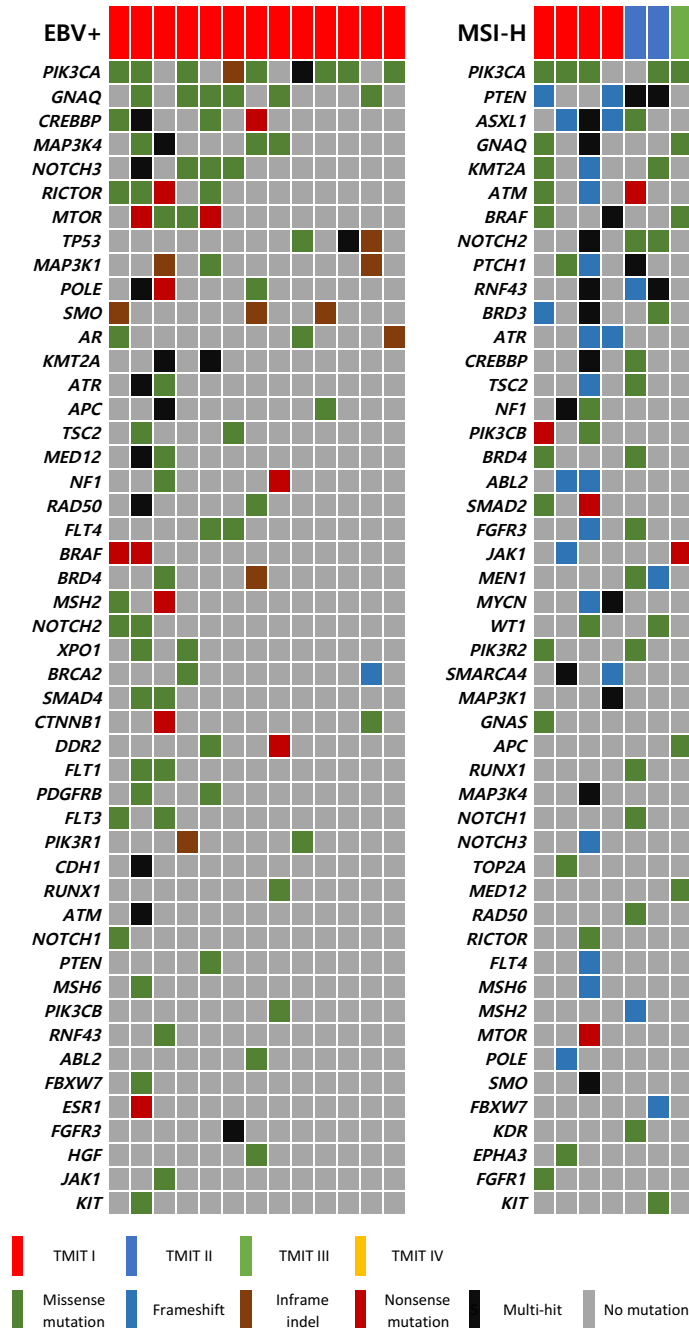 EBV+
PIK3CA
GNAQ
CREBBP
MAP3K4
NOTCH3
RICTOR
MTOR
TP53
MAP3K1
POLE
SMO
AR
KMT2A
ATR
APC
TSC2
MED12
NF1
RAD50
FLT4
BRAF
BRD4
MSH2
NOTCH2
XPO1
BRCA2
SMAD4
CTNNB1
DDR2
FLT1
PDGFRB
FLT3
PIK3R1
CDH1
RUNX1
ATM
NOTCH1
PTEN
MSH6
PIK3CB
RNF43
ABL2
FBXW7
ESR1
FGFR3
HGF
JAK1
KIT
MSI-H
PIK3CA
PTEN
ASXL1
GNAQ
KMT2A
ATM
BRAF
NOTCH2
PTCH1
RNF43
BRD3
ATR
CREBBP
TSC2
NF1
PIK3CB
BRD4
ABL2
SMAD2
FGFR3
JAK1
MEN1
MYCN
WT1
PIK3R2
SMARCA4
MAP3K1
GNAS
APC
RUNX1
MAP3K4
NOTCH1
NOTCH3
TOP2A
MED12
RAD50
RICTOR
FLT4
MSH6
MSH2
MTOR
POLE
SMO
FBXW7
KDR
EPHA3
FGFR1
KIT
TMIT I
TMIT II
TMIT III
TMIT IV
Missense
mutation
Frameshift
Inframe
indel
Nonsense
mutation
Multi-hit
No mutation